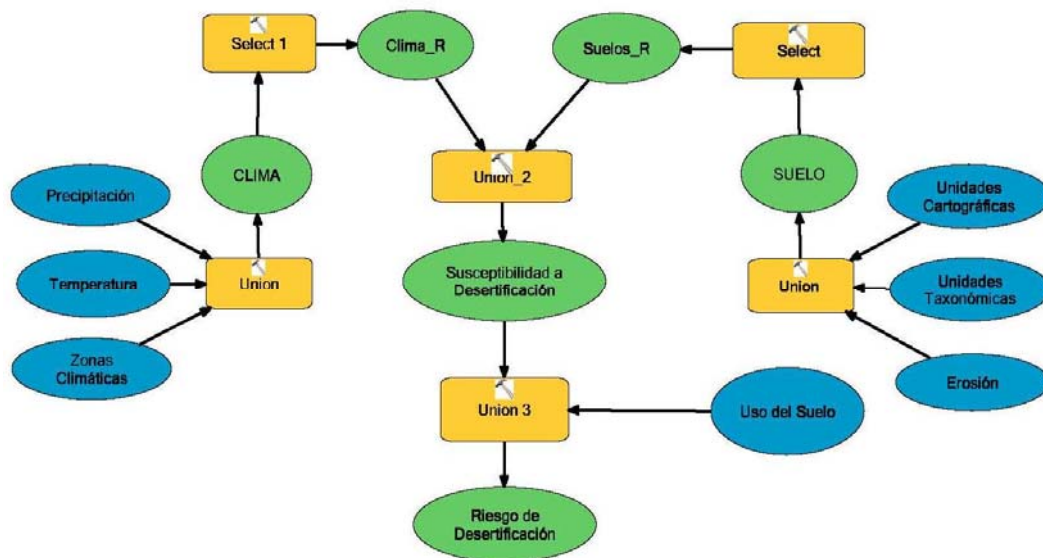 Select 1
Clima_R
Suelos_R
Select
Precipitación
CLIMA
Union_2
SUELO
Unidades
Cartográficas
Temperatura
Union
Susceptibilidad a
Desertificación
Union
Unidades
Taxonómicas
Zonas
Climáticas
Erosión
Union 3
Uso del Suelo
Riesgo de
Desertificación